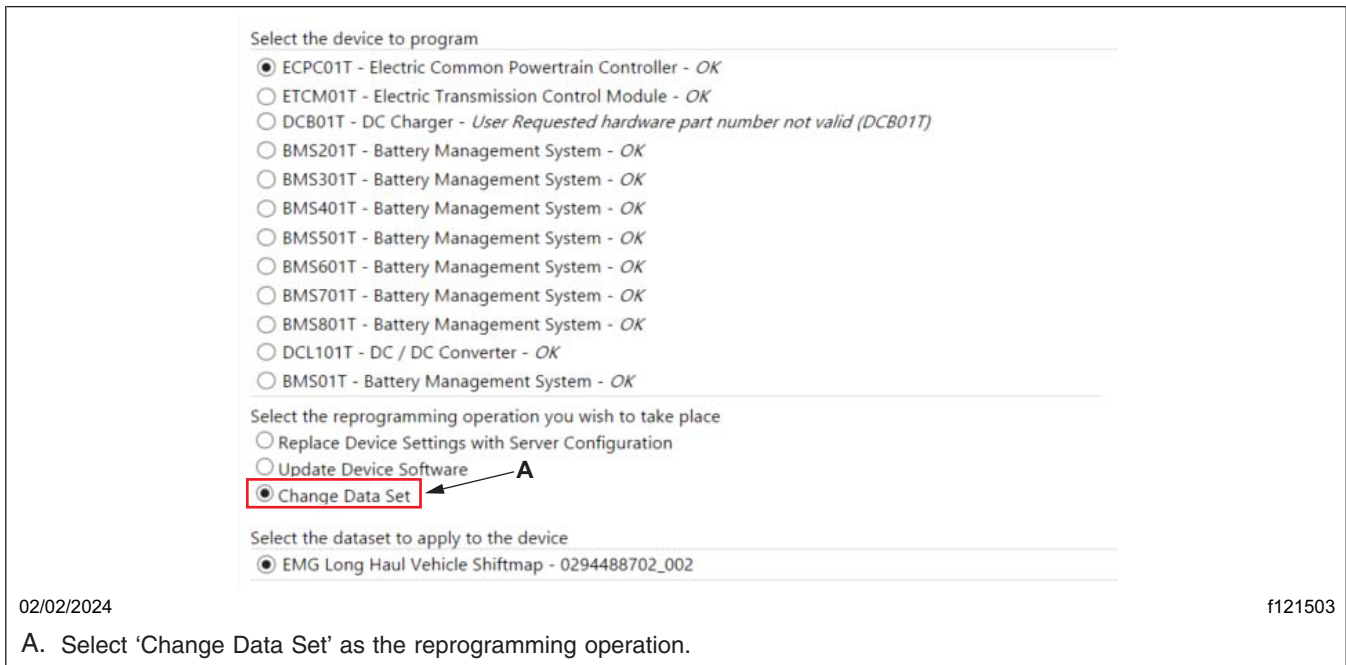 Select the device to program
ECPC01T - Electric Common Powertrain Controller - OK
ETCM01T - Electric Transmission Control Module - OK
DCB01T - DC Charger - User Requested hardware part number not valid (DCB01T)
BMS201T - Battery Management System - OK
BMS301T - Battery Management System - OK
BMS401T - Battery Management System - OK
BMS501T - Battery Management System - OK
BMS601T - Battery Management System - OK
BMS701T - Battery Management System - OK
BMS801T - Battery Management System - OK
DCL101T - DC / DC Converter - OK
BMS01T - Battery Management System - OK
Select the reprogramming operation you wish to take place
Replace Device Settings with Server Configuration
Update Device Software
A
Change Data Set
Select the dataset to apply to the device
EMG Long Haul Vehicle Shiftmap - 0294488702_002
02/02/2024 f121503
A. Select ‘Change Data Set’ as the reprogramming operation.